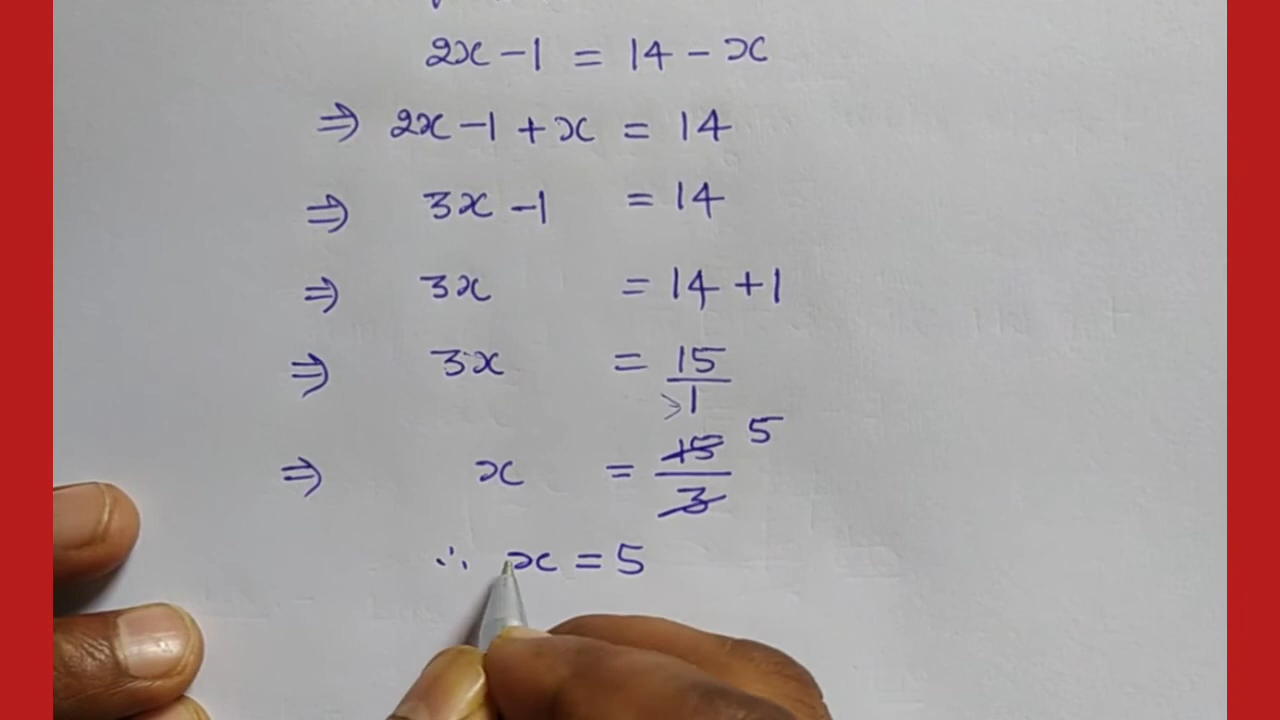 2x - 1 = 14 - x
⇒ 2x - 1 + x = 14
⇒ 3x - 1 = 14
⇒ 3x = 14 + 1
⇒ 3x = 15/1
⇒ x = 15/3 5
∴ x = 5